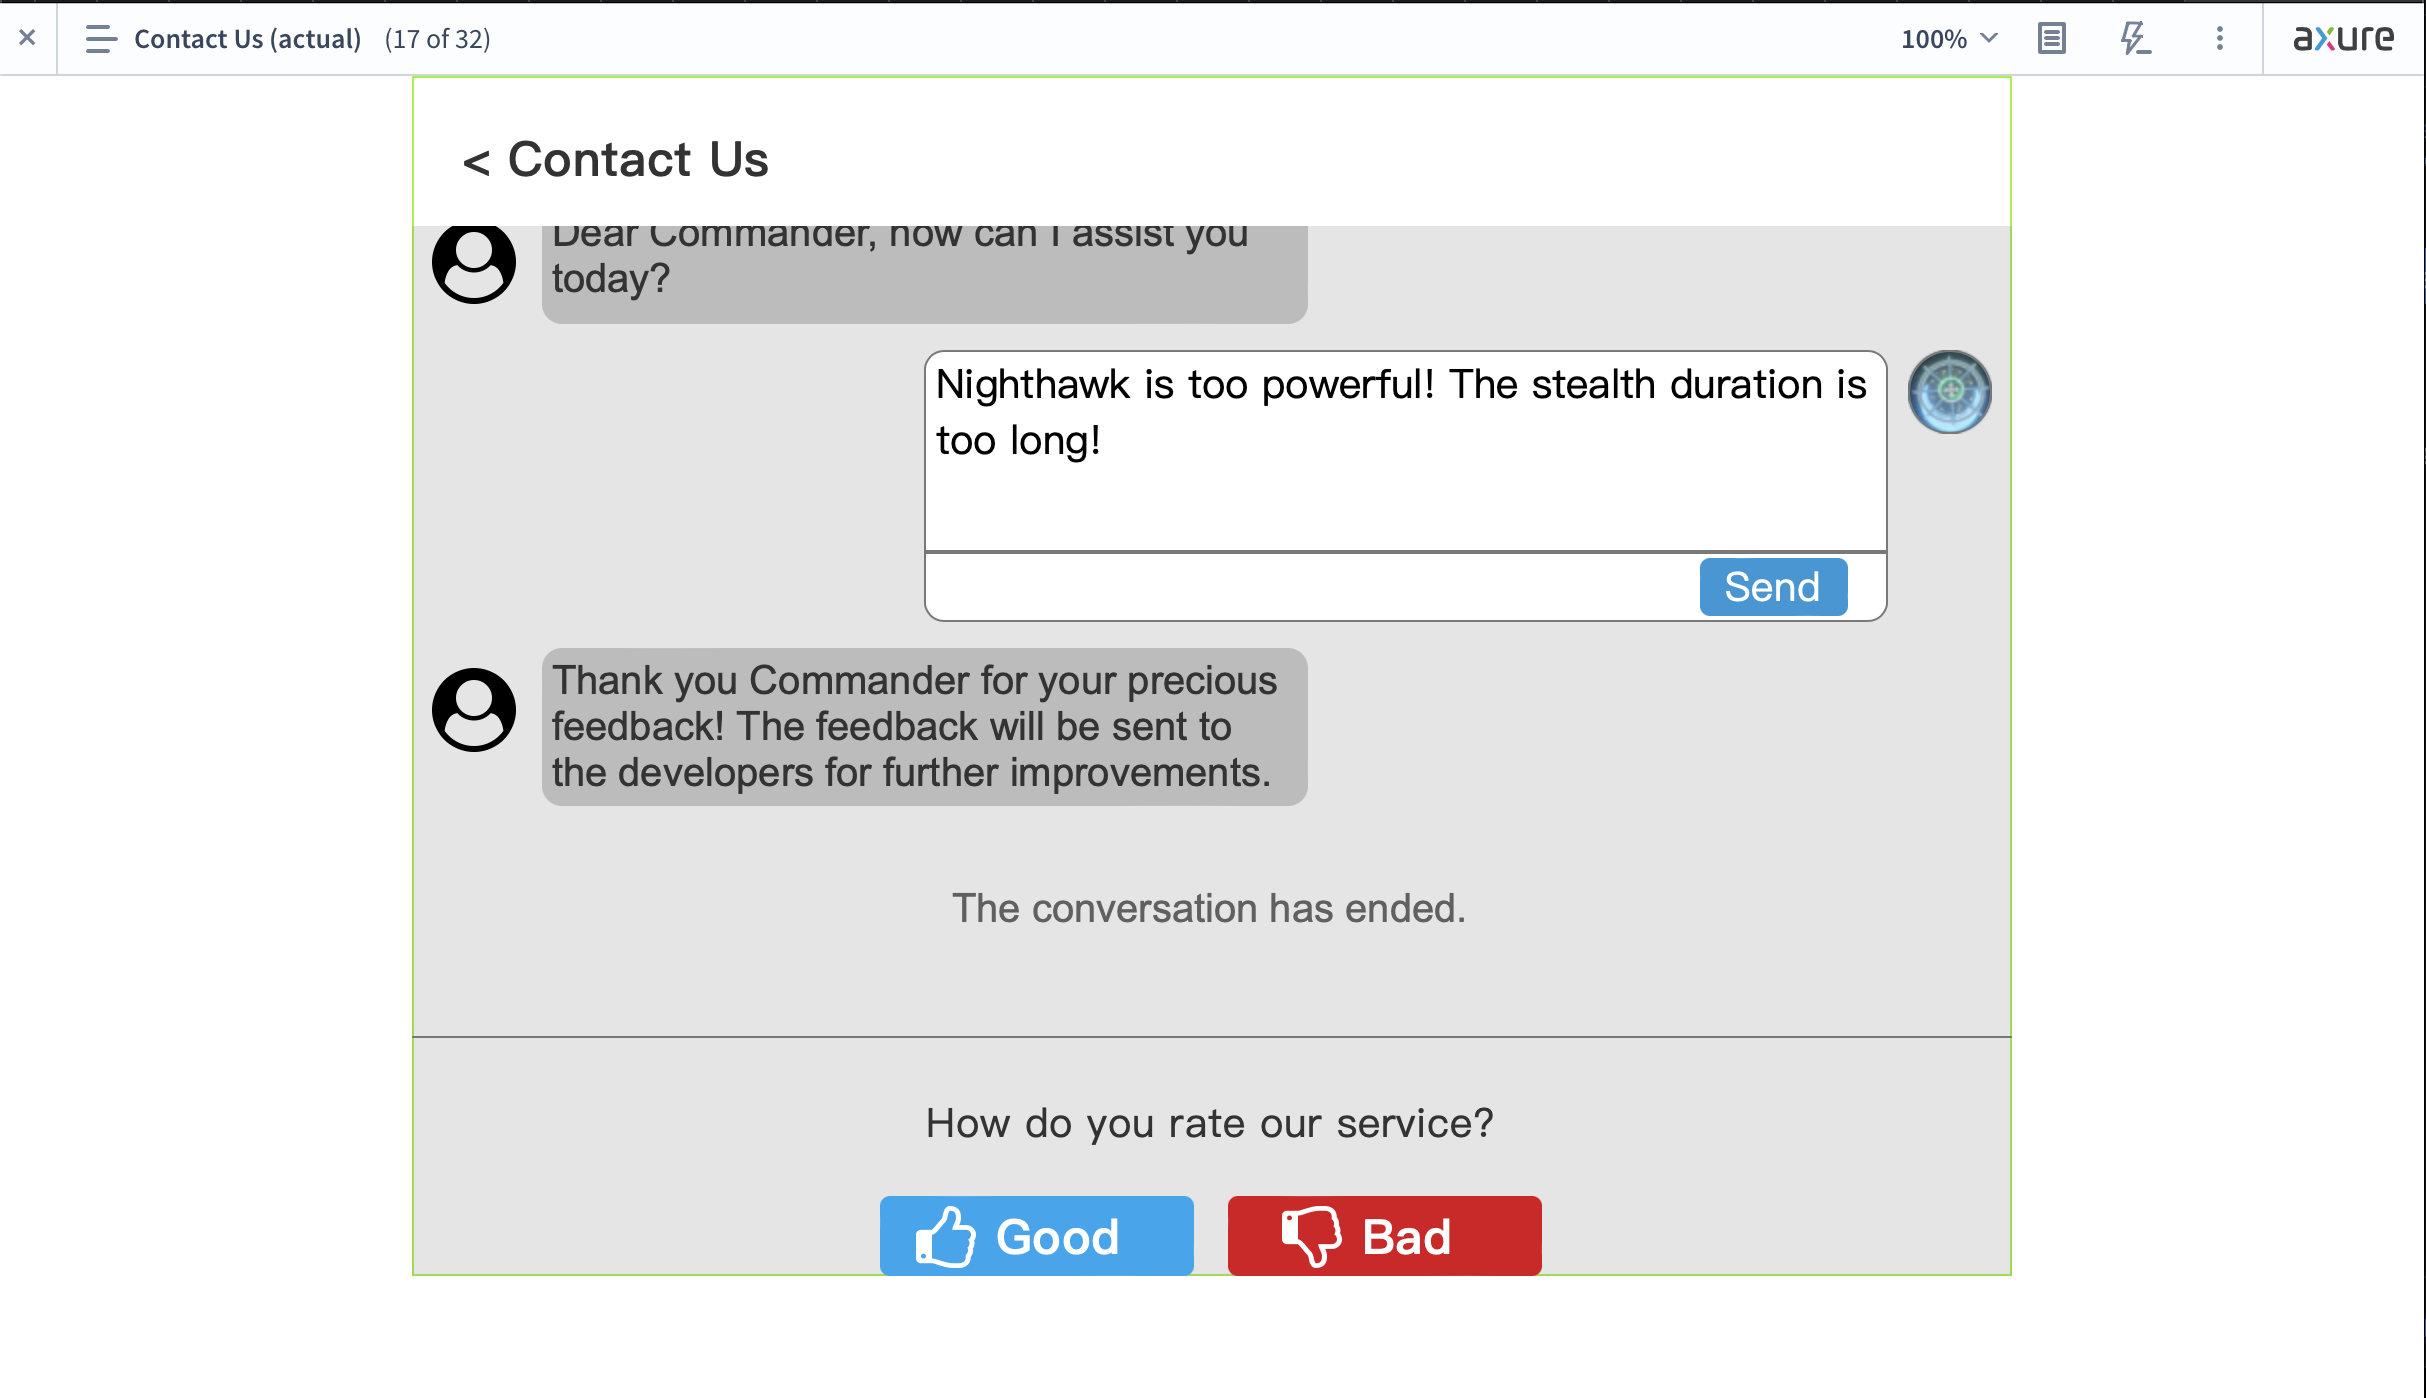 Contact Us (actual) (17 of 32)
100%
axure
< Contact Us
Dear Commander, how can I assist you
today?
Nighthawk is too powerful! The stealth duration is
too long!
Send
Thank you Commander for your precious
feedback! The feedback will be sent to
the developers for further improvements.
The conversation has ended.
How do you rate our service?
Good
Bad